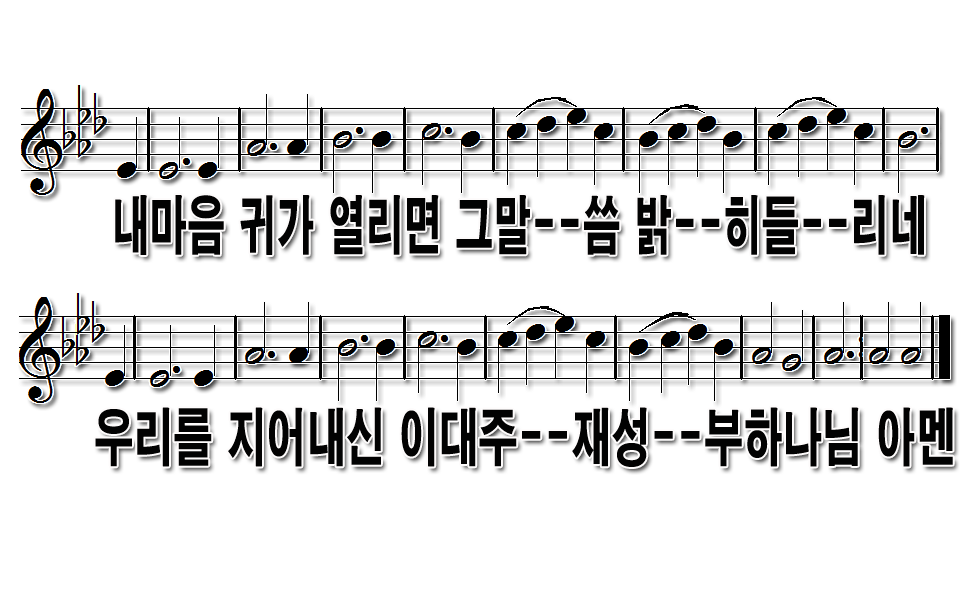 내마음 귀가 열리면 그말--씀 밝--히들--리네
우리를 지어내신 이대주--재성--부하나님 아멘